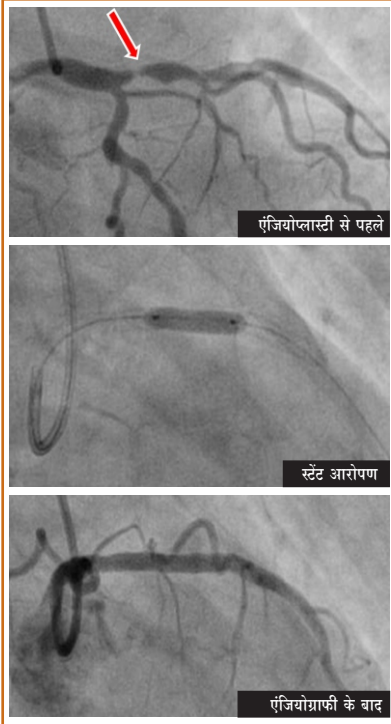 एंजियोप्लास्टी से पहले
स्टेंट आरोपण
एंजियोग्राफी के बाद